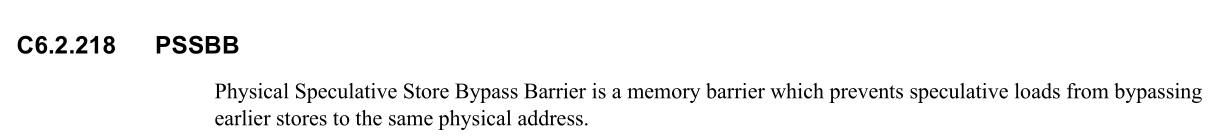 C6.2.218 PSSBB
Physical Speculative Store Bypass Barrier is a memory barrier which prevents speculative loads from bypassing
earlier stores to the same physical address.